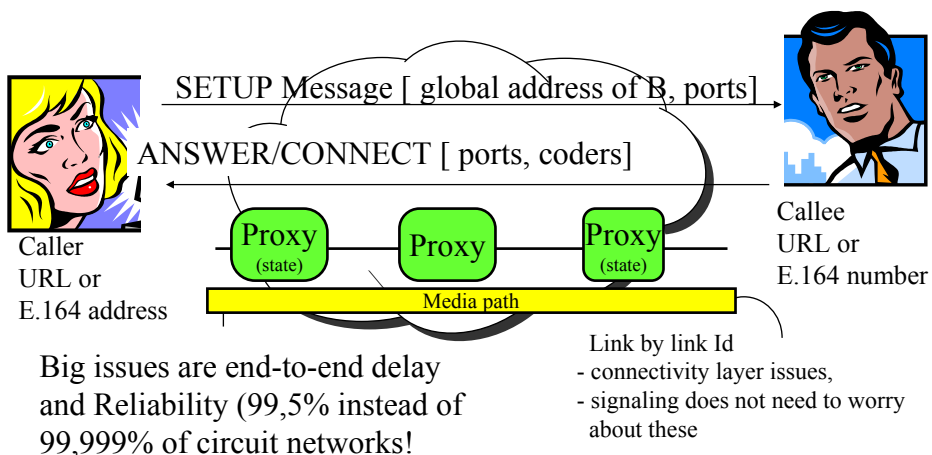 SETUP Message [ global address of B, ports]
ANSWER/CONNECT [ ports, coders]
Caller
URL or
E.164 address
Proxy
(state)
Proxy
Proxy
(state)
Callee
URL or
E.164 number
Media path
Big issues are end-to-end delay
and Reliability (99,5% instead of
99,999% of circuit networks!
Link by link Id
- connectivity layer issues,
- signaling does not need to worry
about these